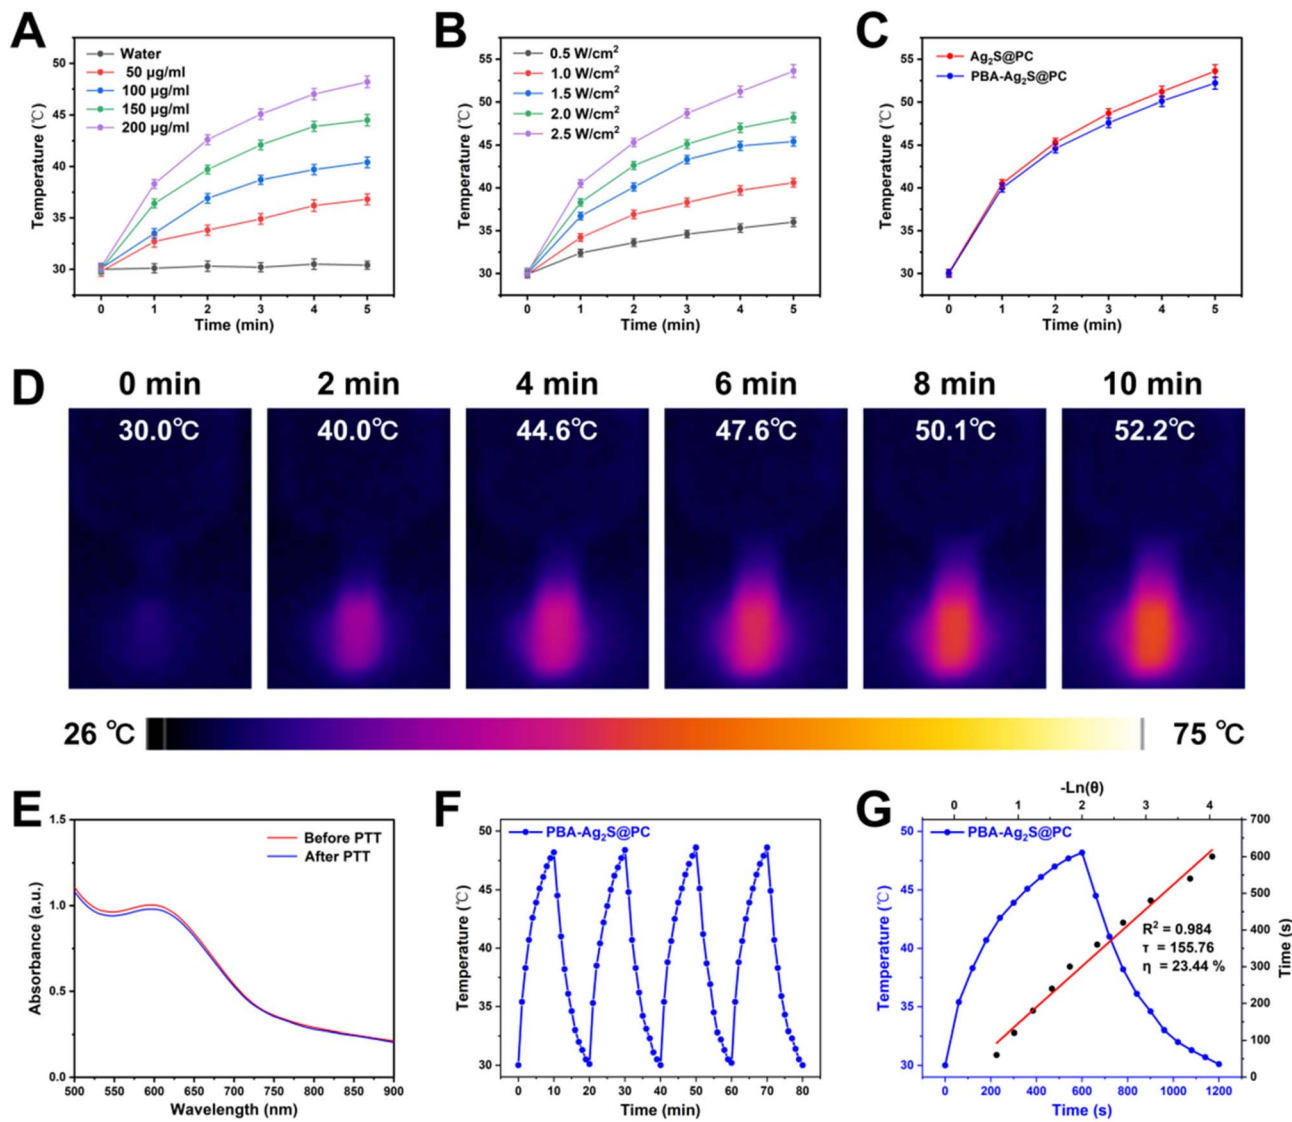 A
Water
50 μg/ml
100 μg/ml
150 μg/ml
200 μg/ml
50
45
40
35
30
Temperature (℃)
0 1 2 3 4 5
Time (min)
B
0.5 W/cm²
1.0 W/cm²
1.5 W/cm²
2.0 W/cm²
2.5 W/cm²
55
50
45
40
35
30
Temperature (℃)
0 1 2 3 4 5
Time (min)
C
Ag₂S@PC
PBA-Ag₂S@PC
55
50
45
40
35
30
Temperature (℃)
0 1 2 3 4 5
Time (min)
D
0 min 2 min 4 min 6 min 8 min 10 min
30.0℃ 40.0℃ 44.6℃ 47.6℃ 50.1℃ 52.2℃
26 ℃ 75 ℃
E
Before PTT
After PTT
1.5
1.0
0.5
0.0
Absorbance (a.u.)
500 550 600 650 700 750 800 850 900
Wavelength (nm)
F
PBA-Ag₂S@PC
50
45
40
35
30
Temperature (℃)
0 10 20 30 40 50 60 70 80
Time (min)
G
-Ln(θ)
0 1 2 3 4
PBA-Ag₂S@PC
50
45
40
35
30
Temperature (℃)
R² = 0.984
τ = 155.76
η = 23.44 %
700
600
500
400
300
200
100
0
Time (s)
0 200 400 600 800 1000 1200
Time (s)